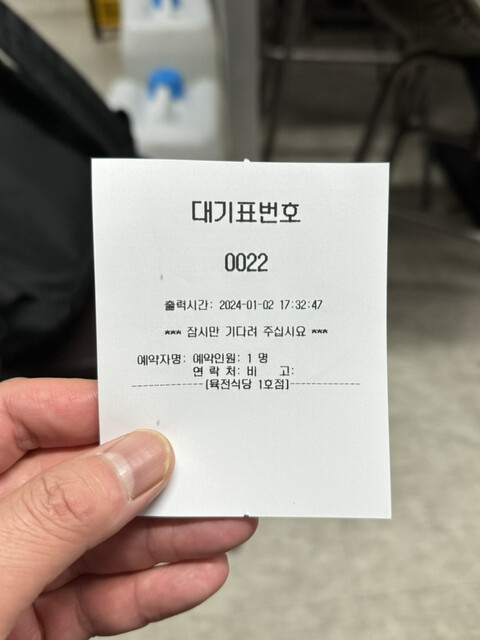 대기표번호
0022
출력시간: 2024-01-02 17:32:47
*** 잠시만 기다려 주십시요 ***
예약자명: 예약인원: 1 명
연 락 처: 비 고:
-------------[육전식당 1호점]-------------